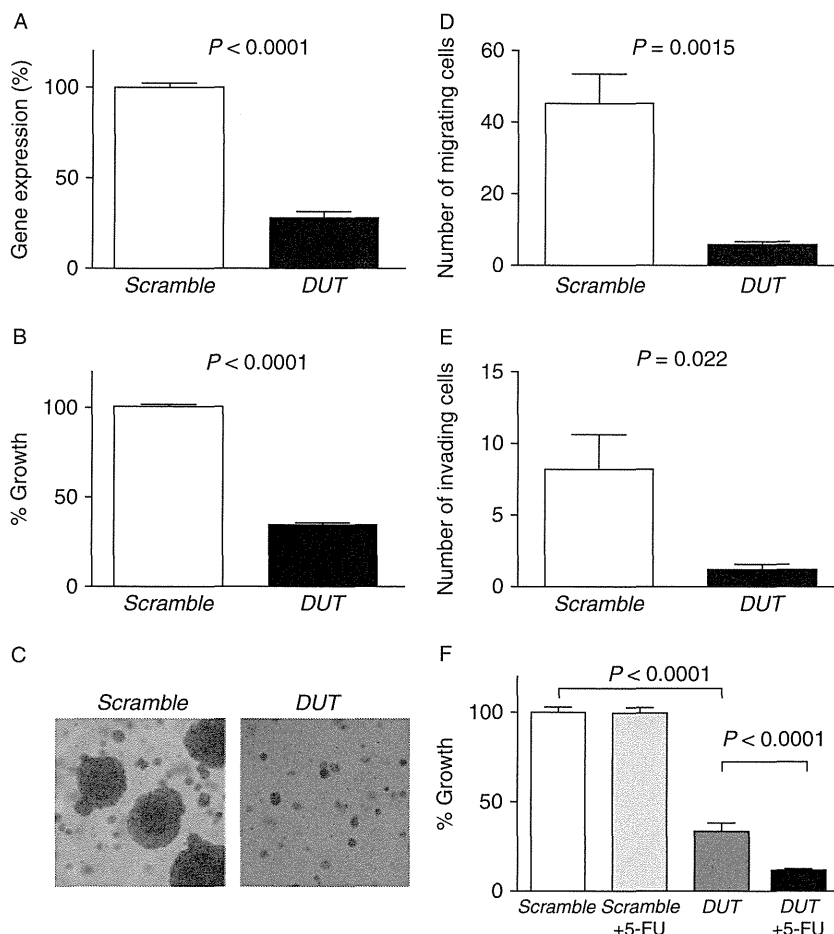 A
P < 0.0001
Gene expression (%)
100
50
0
Scramble
DUT
B
P < 0.0001
% Growth
100
50
0
Scramble
DUT
C
Scramble
DUT
D
P = 0.0015
Number of migrating cells
60
40
20
0
Scramble
DUT
E
P = 0.022
Number of invading cells
15
10
5
0
Scramble
DUT
F
P < 0.0001
P < 0.0001
% Growth
100
50
0
Scramble
Scramble
+5-FU
DUT
DUT
+5-FU